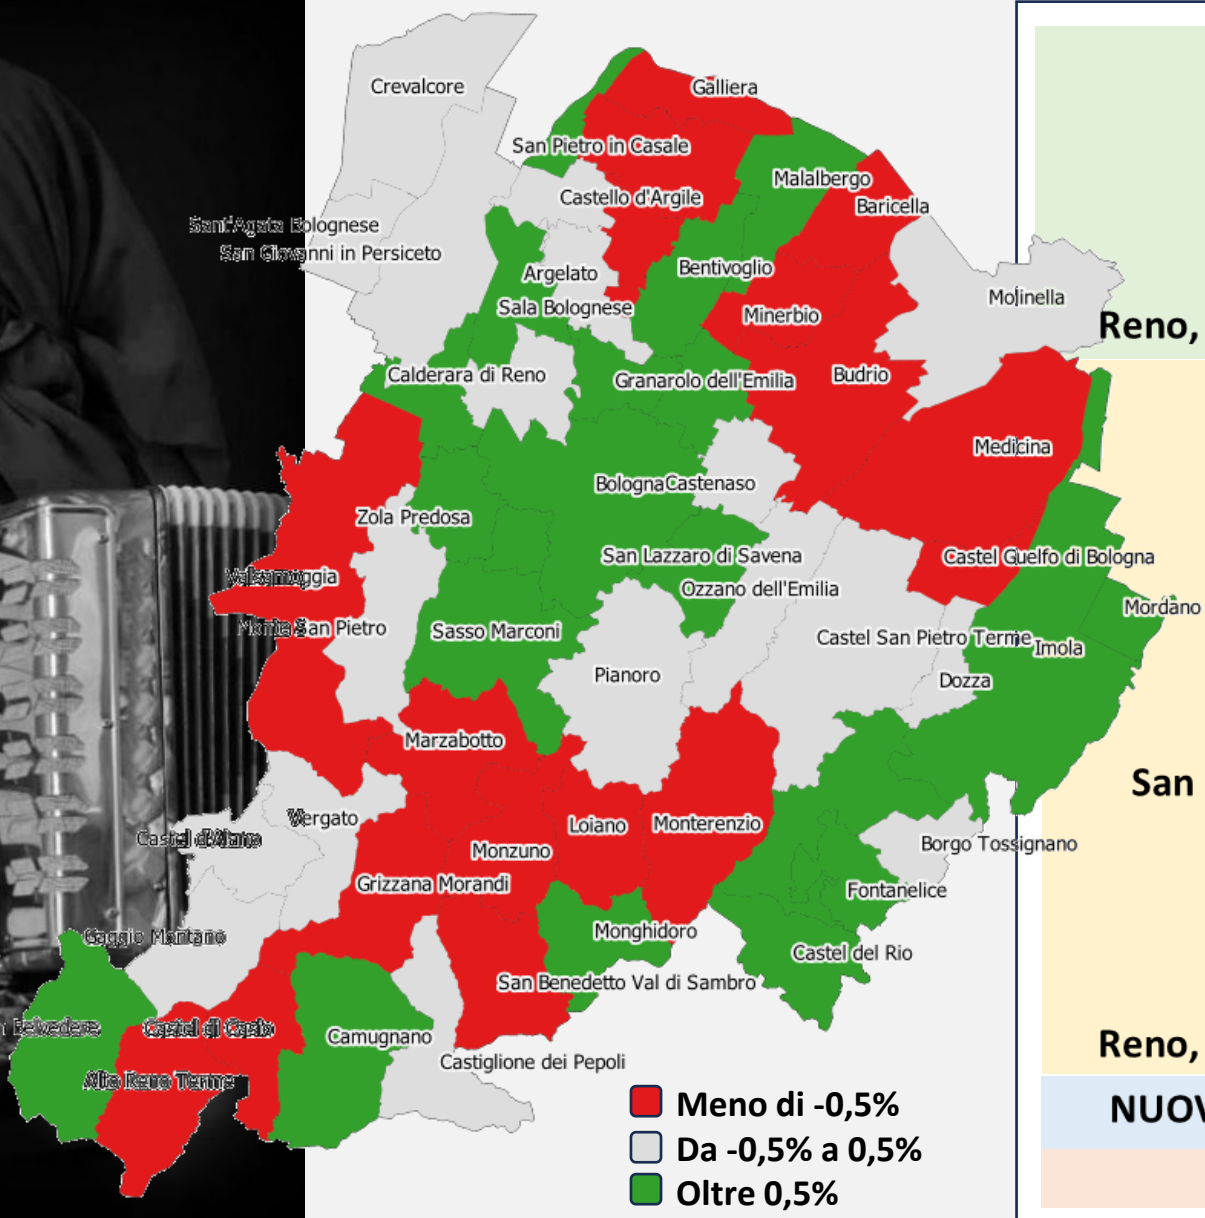 Crevalcore
Galliera
San Pietro in Casale
Malalbergo
Castello d'Argile
Baricella
Sant'Agata Bolognese
San Giovanni in Persiceto
Argelato
Bentivoglio
Molinella
Sala Bolognese
Minerbio
Reno,
Calderara di Reno
Granarolo dell'Emilia
Budrio
Medicina
Bologna
Castenaso
Zola Predosa
San Lazzaro di Savena
Castel Guelfo di Bologna
Valsamoggia
Ozzano dell'Emilia
Mordano
Monte San Pietro
Sasso Marconi
Castel San Pietro Terme
Imola
Pianoro
Dozza
Marzabotto
San
Vergato
Loiano
Monterenzio
Castel d'Aiano
Monzuno
Borgo Tossignano
Grizzana Morandi
Fontanelice
Gaggio Montano
Monghidoro
Castel del Rio
San Benedetto Val di Sambro
Belvedere
Castel di Casio
Camugnano
Reno,
Castiglione dei Pepoli
Alto Reno Terme
Meno di -0,5%
NUOV
Da -0,5% a 0,5%
Oltre 0,5%